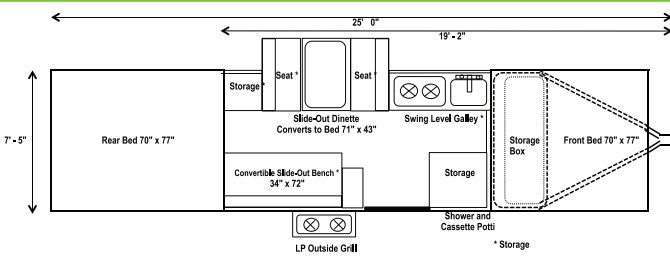 25' 0"
19' - 2"
Storage *
Seat *
Seat *
Slide-Out Dinette
Converts to Bed 71" x 43"
Swing Level Galley *
7' - 5"
Rear Bed 70" x 77"
Storage
Box
Front Bed 70" x 77"
Convertible Slide-Out Bench *
34" x 72"
Storage
Shower and
Cassette Potti
LP Outside Grill
* Storage